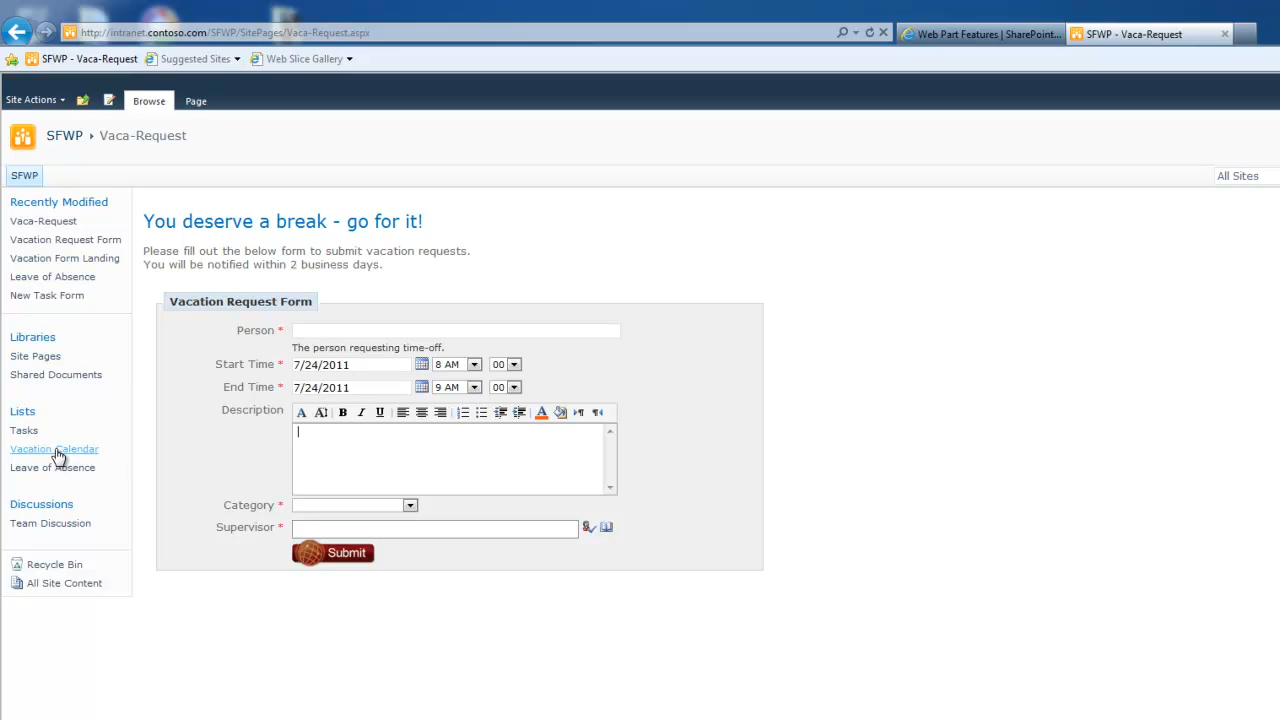 http://intranet.contoso.com/SFWP/SitePages/Vaca-Request.aspx
Web Part Features | SharePoint...
SFWP - Vaca-Request
SFWP - Vaca-Request
Suggested Sites
Web Slice Gallery
Site Actions
Browse
Page
SFWP
Vaca-Request
SFWP
All Sites
Recently Modified
Vaca-Request
Vacation Request Form
Vacation Form Landing
Leave of Absence
New Task Form
Libraries
Site Pages
Shared Documents
Lists
Tasks
Vacation Calendar
Leave of Absence
Discussions
Team Discussion
Recycle Bin
All Site Content
You deserve a break - go for it!
Please fill out the below form to submit vacation requests.
You will be notified within 2 business days.
Vacation Request Form
Person *
The person requesting time-off.
Start Time * 7/24/2011 8 AM 00
End Time * 7/24/2011 9 AM 00
Description
A A B I U A
Category *
Supervisor *
Submit